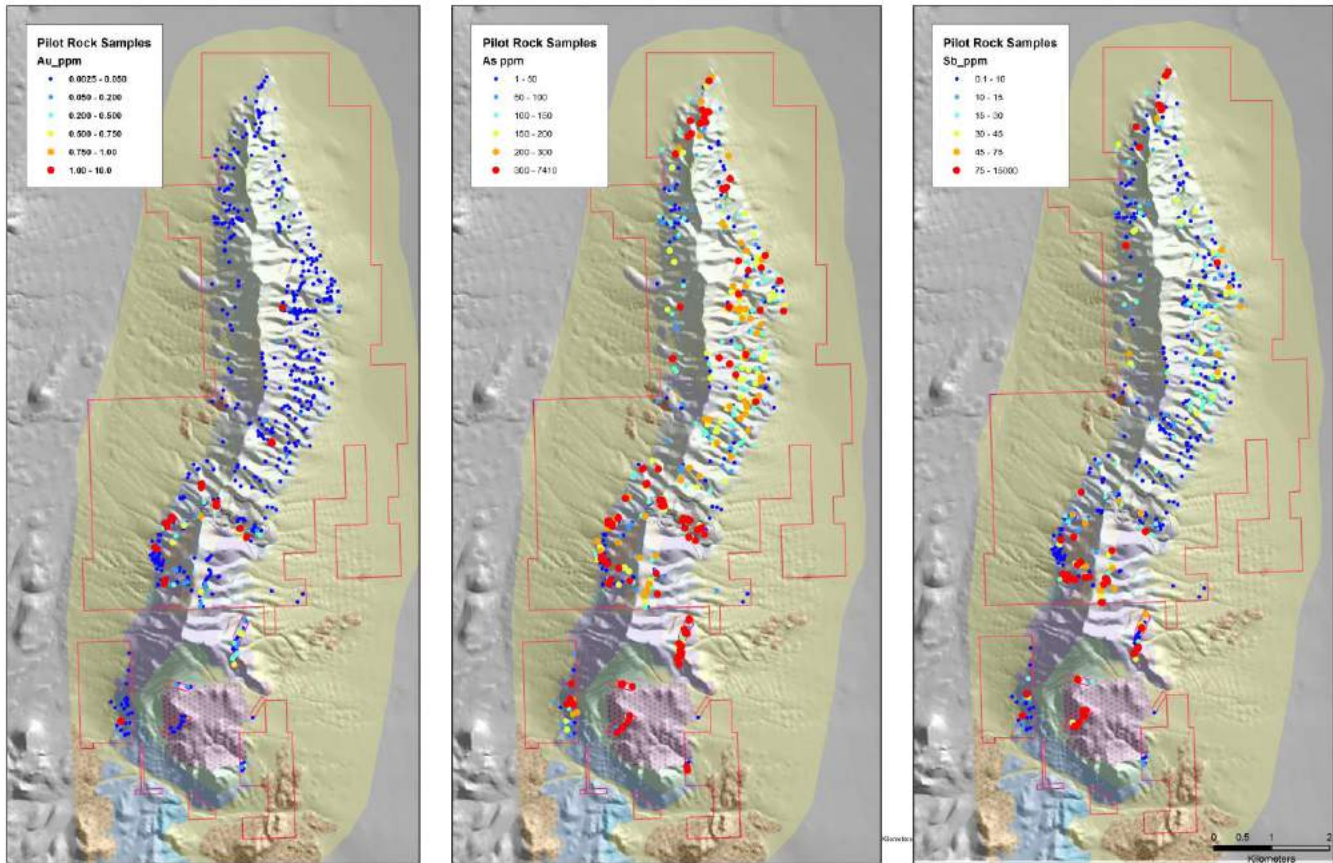 Pilot Rock Samples
Au_ppm
0.0025 - 0.050
0.050 - 0.200
0.200 - 0.500
0.500 - 0.750
0.750 - 1.00
1.00 - 10.0
Pilot Rock Samples
As ppm
1 - 50
50 - 100
100 - 150
150 - 200
200 - 300
300 - 7410
Kilometers
Pilot Rock Samples
Sb_ppm
0.1 - 10
10 - 15
15 - 30
30 - 45
45 - 75
75 - 15000
0 0.5 1 2
Kilometers